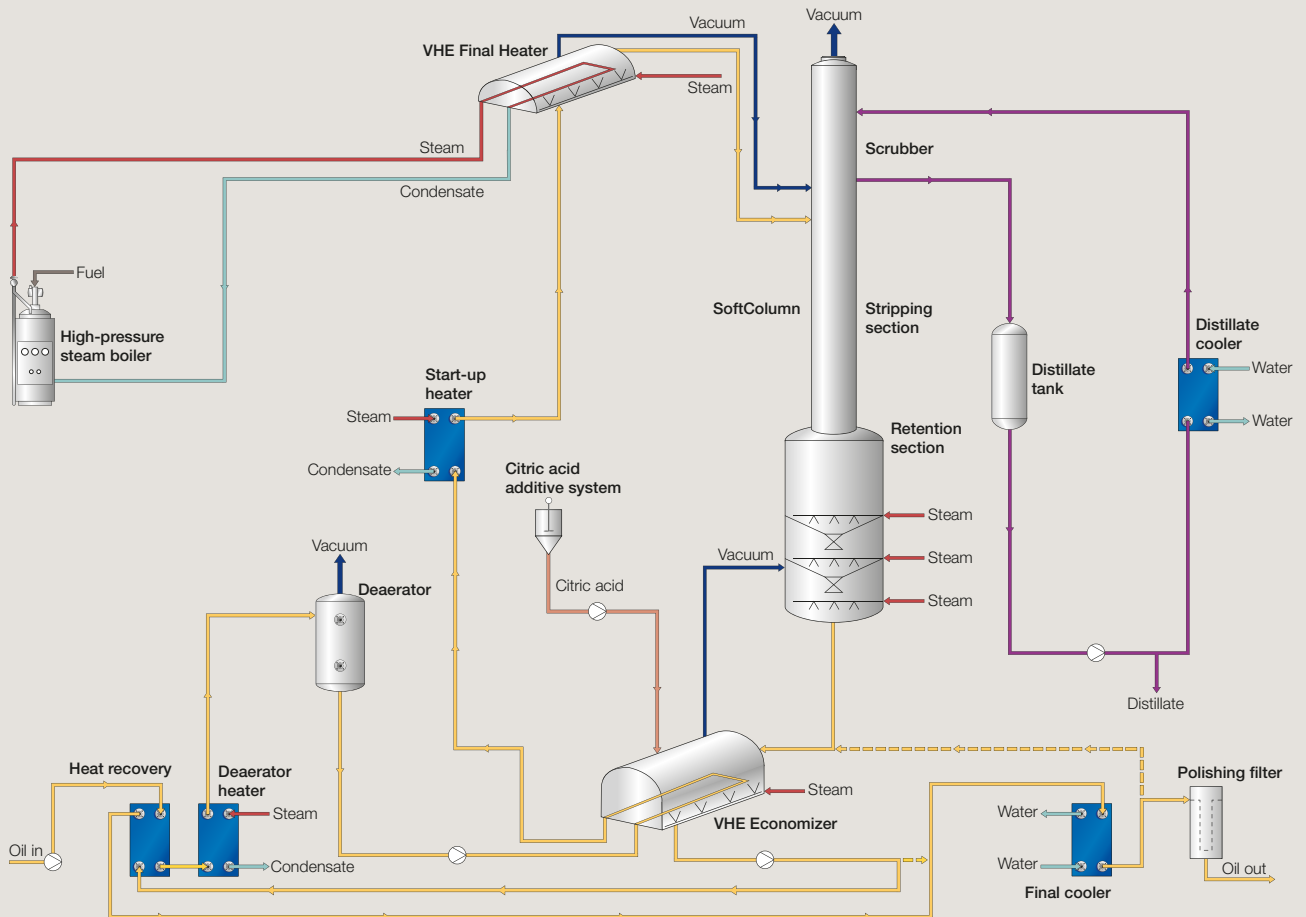 Vacuum
Vacuum
VHE Final Heater
Steam
Steam
Scrubber
Condensate
Fuel
High-pressure
steam boiler
SoftColumn
Stripping
section
Distillate
cooler
Water
Water
Distillate
tank
Start-up
heater
Steam
Condensate
Retention
section
Citric acid
additive system
Steam
Steam
Steam
Vacuum
Deaerator
Vacuum
Citric acid
Distillate
Heat recovery
Deaerator
heater
Steam
Condensate
Oil in
Steam
VHE Economizer
Polishing filter
Water
Water
Final cooler
Oil out